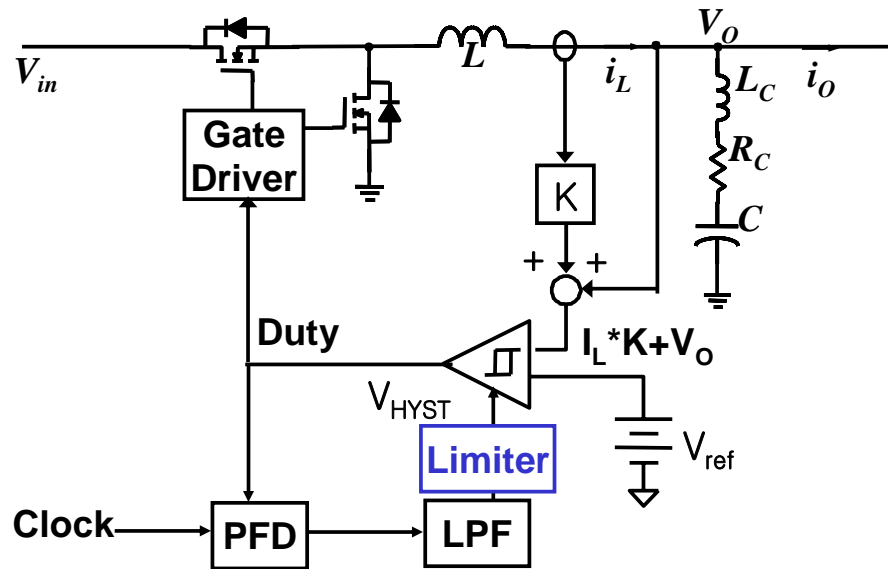 V_O
V_in
L
i_L
i_O
L_C
Gate
Driver
R_C
K
C
+
+
Duty
I_L*K+V_O
V_HYST
Limiter
V_ref
Clock
PFD
LPF